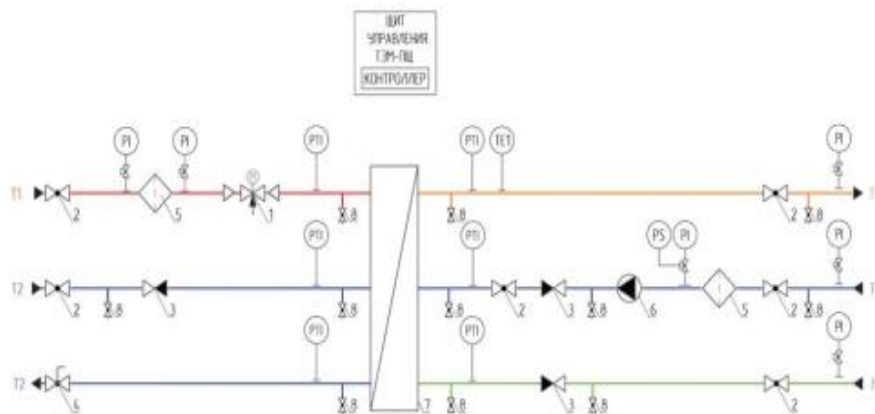 ЩИТ
УПРАВЛЕНИЯ
ТЭМ-ПЩ
КОНТРОЛЛЕР
PI PI PTI PTI TE1 PI
T1 2 5 1 8 8 2 8
PTI PTI PS PI PI
T2 2 8 3 8 8 2 3 8 6 5 2 8
PTI PTI PI
T2 6 8 7 8 3 8 2